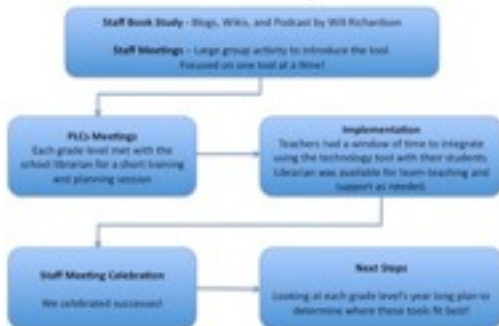 Staff Book Study - Blogs, Wikis, and Podcast by Will Richardson
Staff Meetings – Large group activity to introduce the tool.
Focused on one tool at a time!
PLCs Meetings
Each grade level met with the
school librarian for a short training
and planning session
Implementation
Teachers had a window of time to integrate
using the technology tool with their students.
Librarian was available for team-teaching and
support as needed.
Staff Meeting Celebration
We celebrated successes!
Next Steps
Looking at each grade level's year long plan to
determine where these tools fit best!